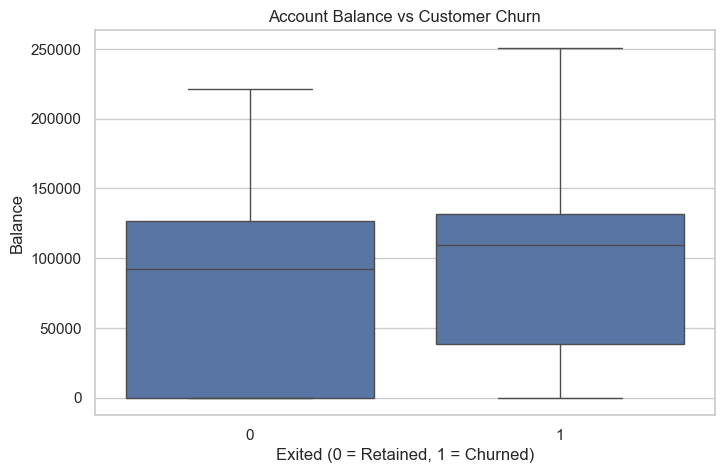 Account Balance vs Customer Churn
Balance
250000
200000
150000
100000
50000
0
0
1
Exited (0 = Retained, 1 = Churned)